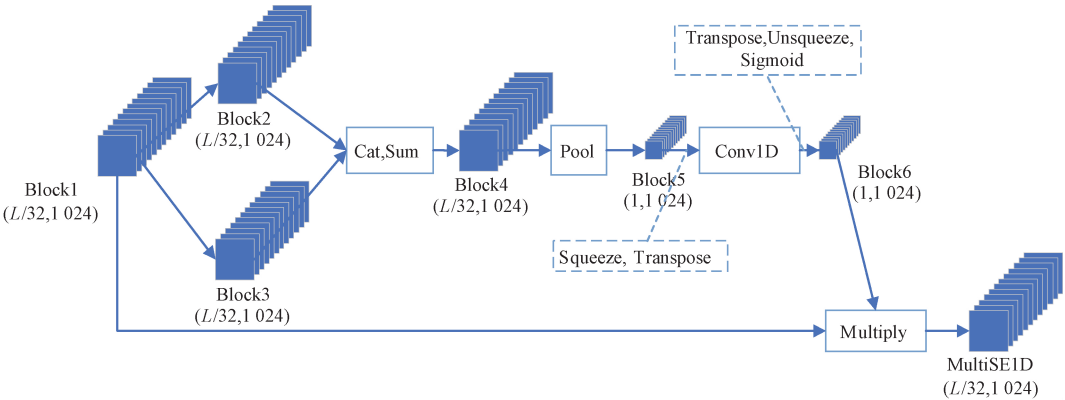 Block1
(L/32,1 024)
Block2
(L/32,1 024)
Block3
(L/32,1 024)
Cat,Sum
Block4
(L/32,1 024)
Pool
Block5
(1,1 024)
Squeeze, Transpose
Conv1D
Transpose,Unsqueeze,
Sigmoid
Block6
(1,1 024)
Multiply
MultiSE1D
(L/32,1 024)